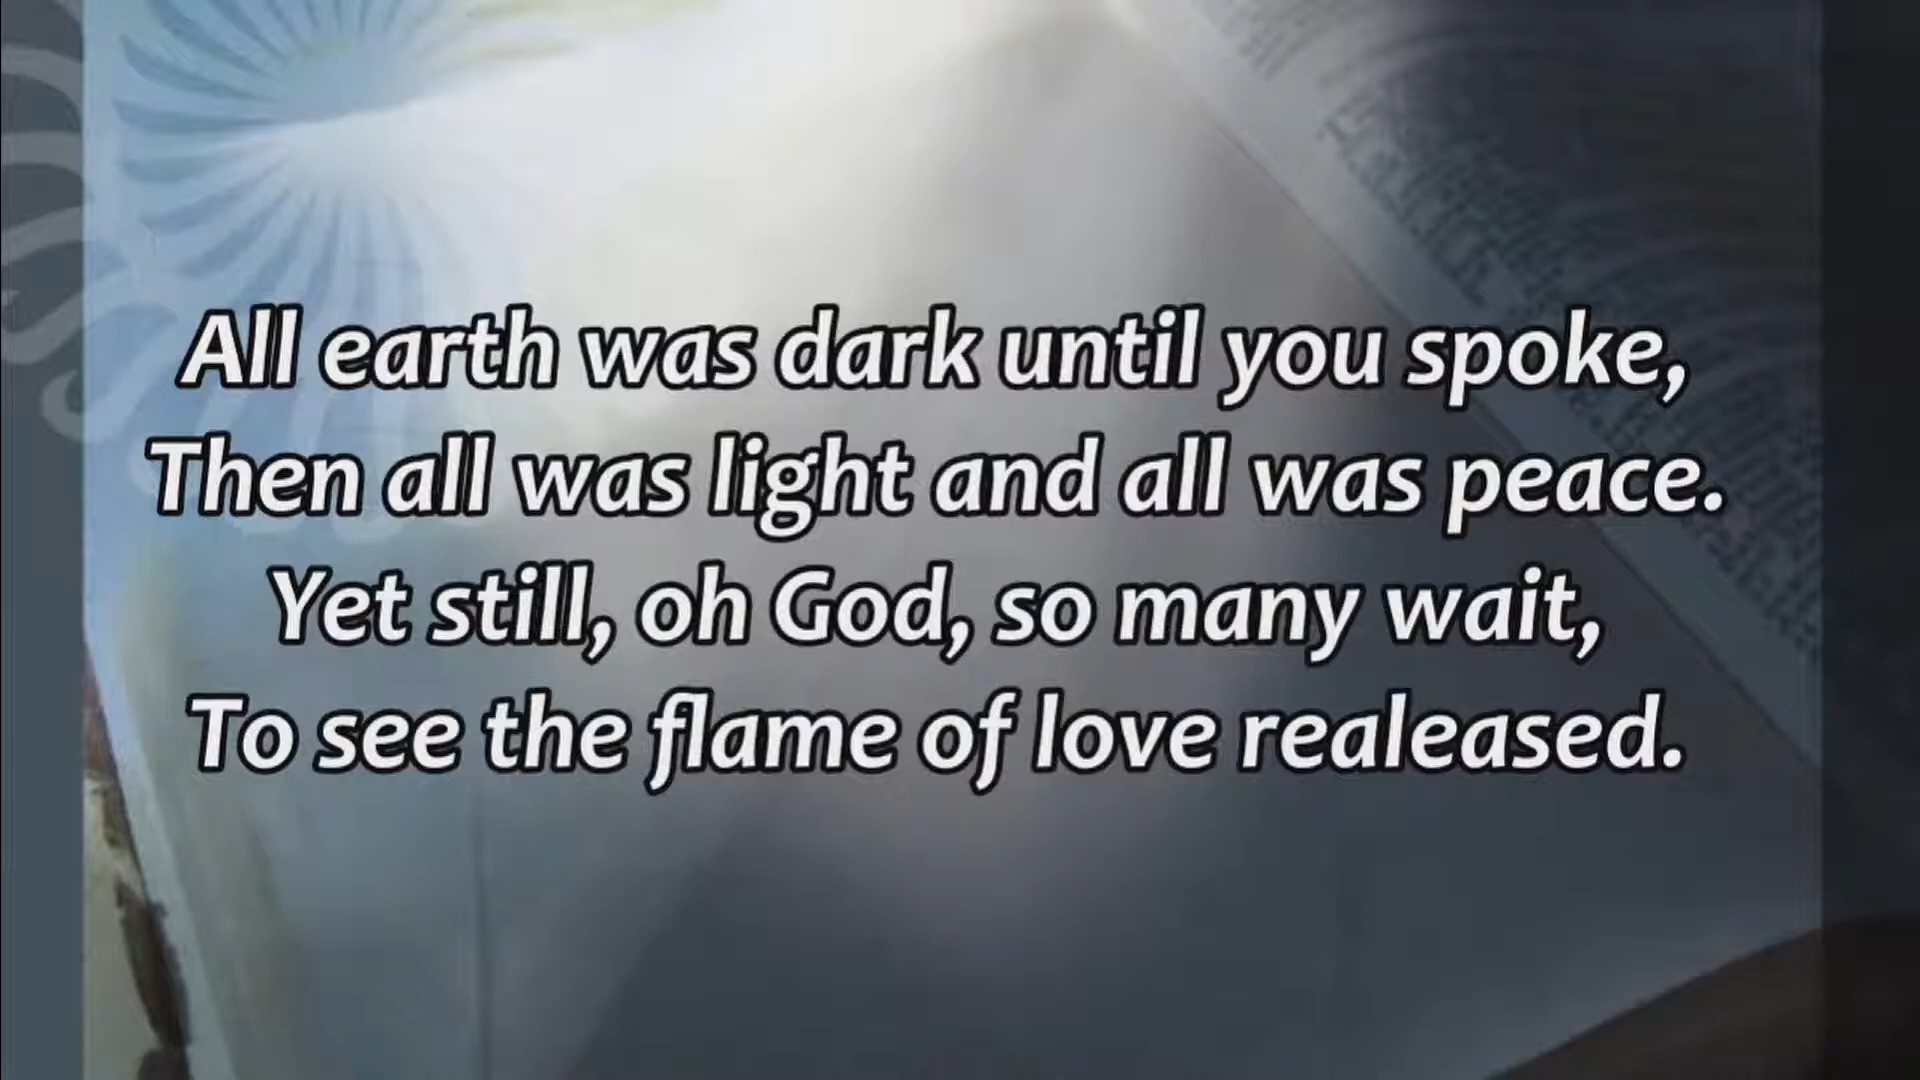 All earth was dark until you spoke,
Then all was light and all was peace.
Yet still, oh God, so many wait,
To see the flame of love realeased.